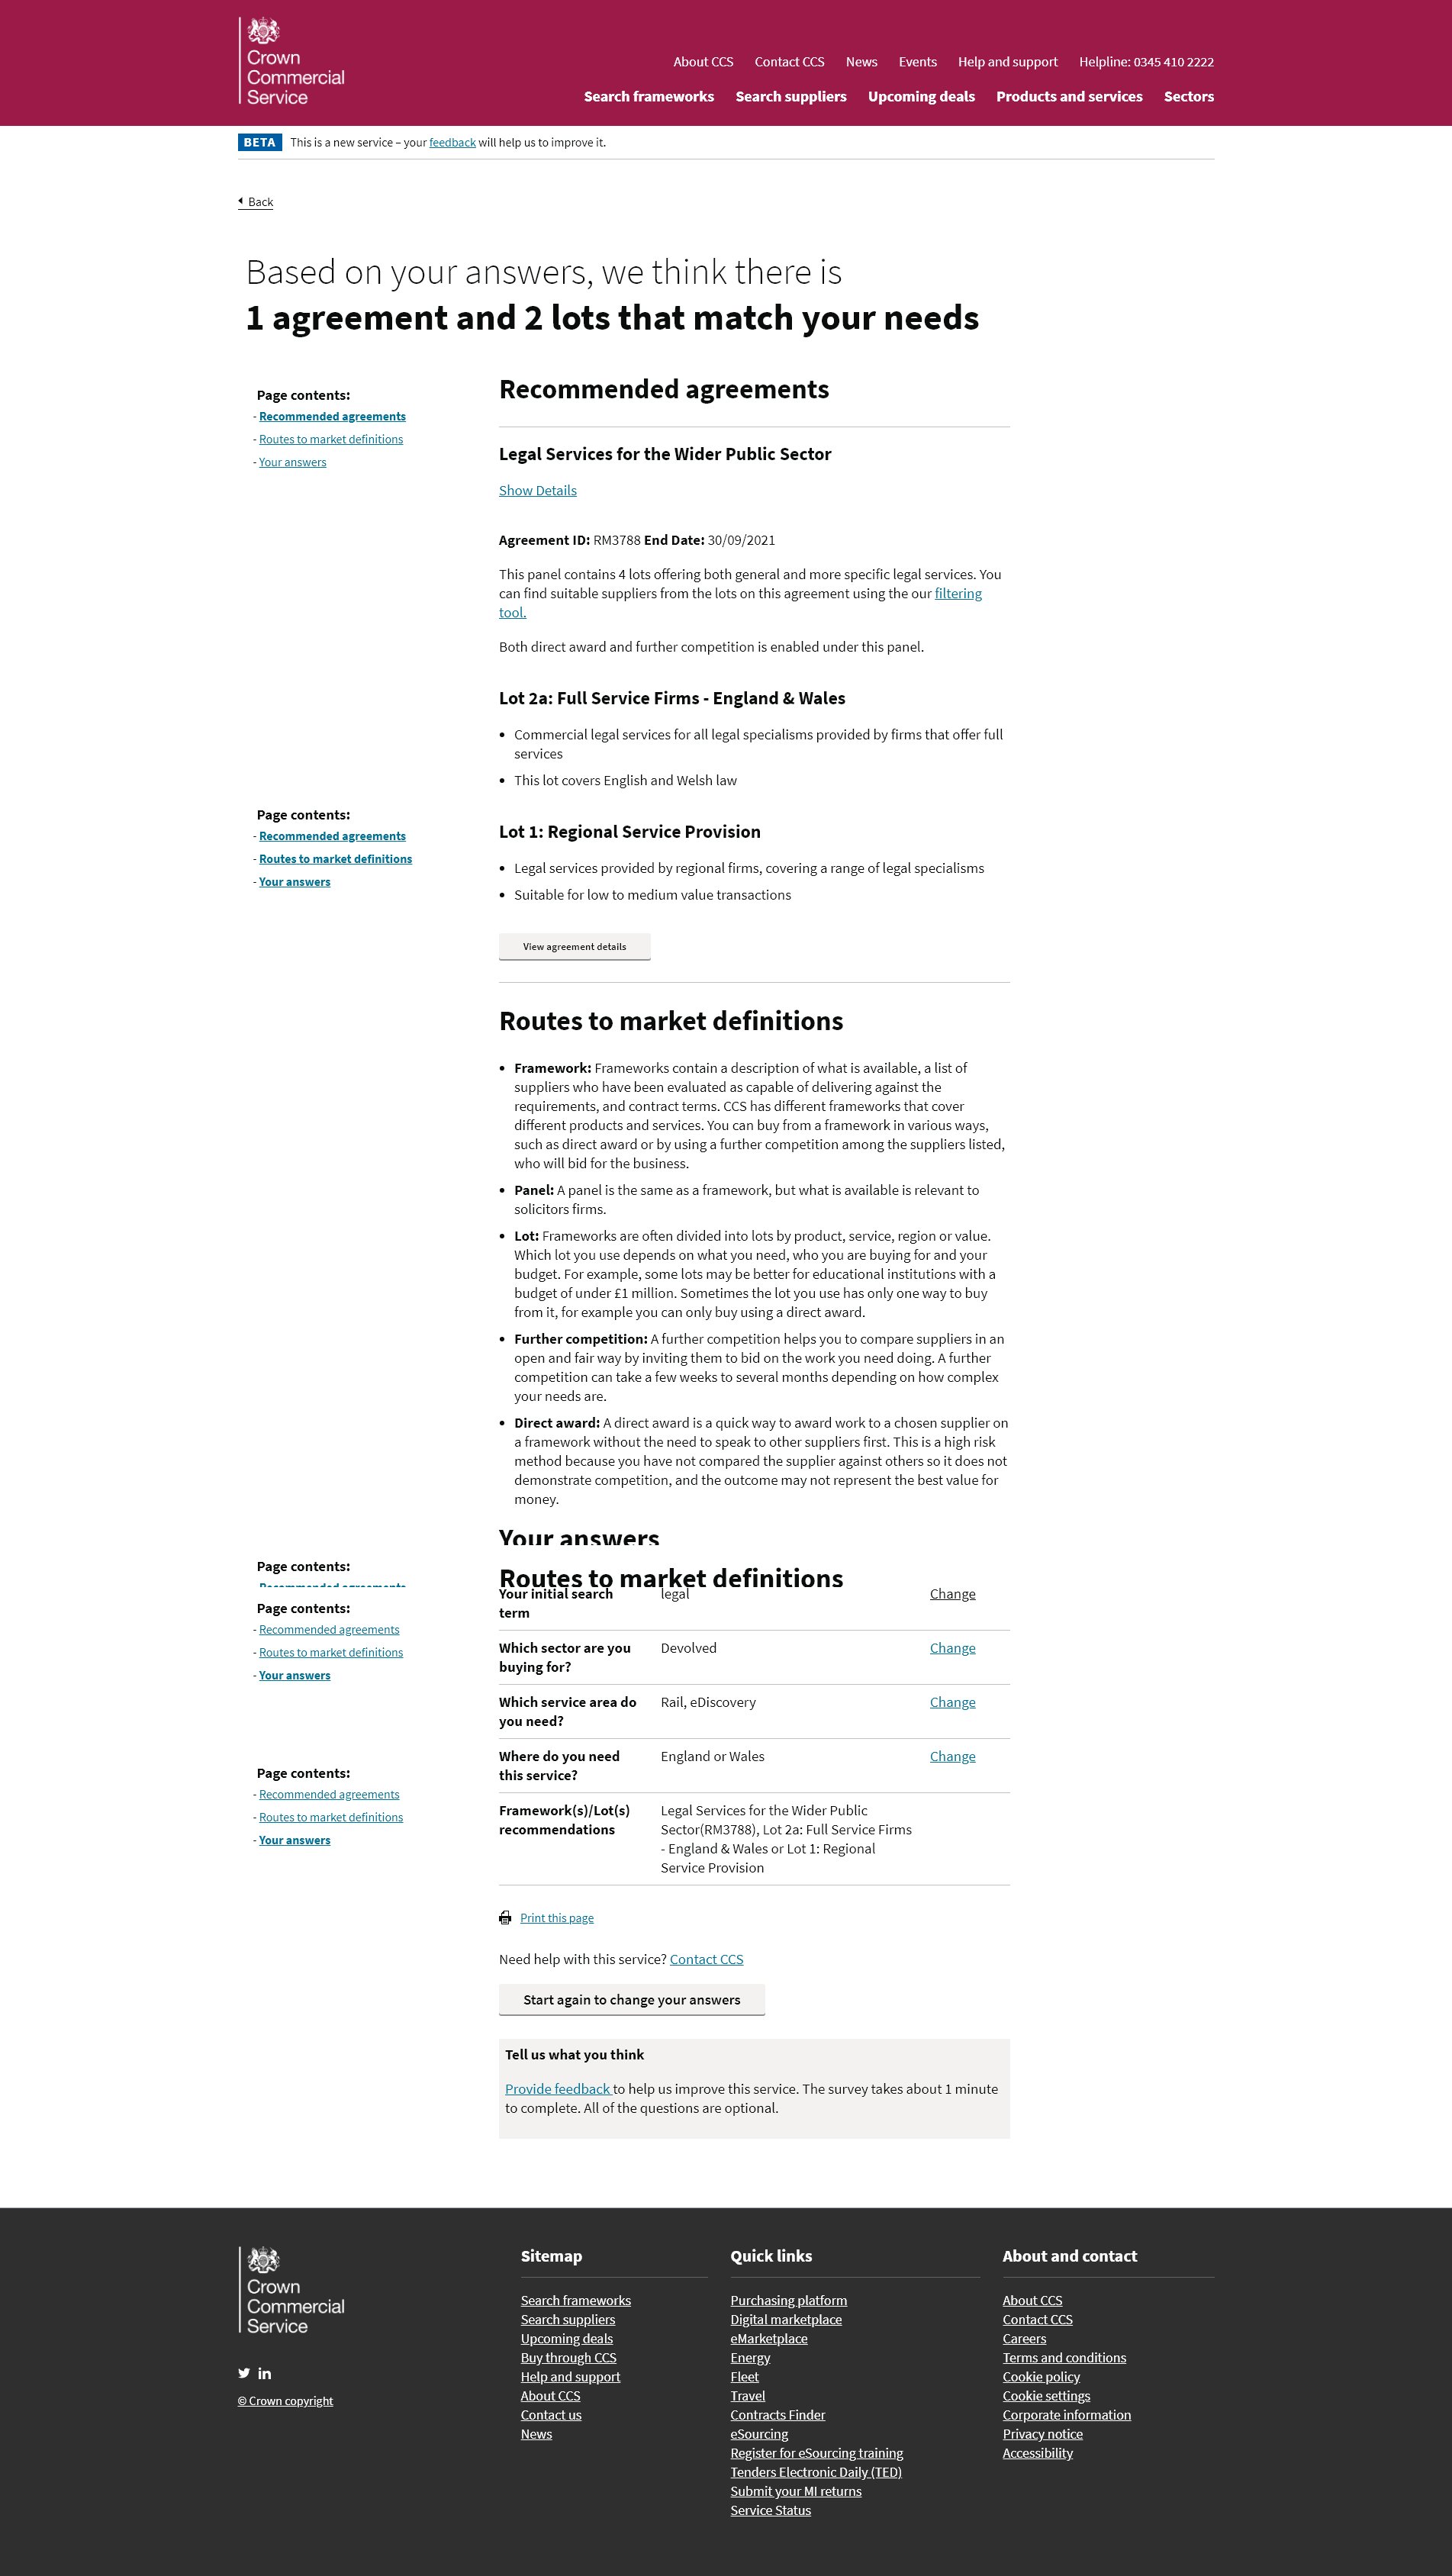 Crown
Commercial
Service
About CCS Contact CCS News Events Help and support Helpline: 0345 410 2222
Search frameworks Search suppliers Upcoming deals Products and services Sectors
BETA This is a new service – your feedback will help us to improve it.
Back
Based on your answers, we think there is
1 agreement and 2 lots that match your needs
Page contents:
- Recommended agreements
- Routes to market definitions
- Your answers
Recommended agreements
Legal Services for the Wider Public Sector
Show Details
Agreement ID: RM3788 End Date: 30/09/2021
This panel contains 4 lots offering both general and more specific legal services. You
can find suitable suppliers from the lots on this agreement using the our filtering
tool.
Both direct award and further competition is enabled under this panel.
Lot 2a: Full Service Firms - England & Wales
• Commercial legal services for all legal specialisms provided by firms that offer full
services
• This lot covers English and Welsh law
Page contents:
- Recommended agreements
- Routes to market definitions
- Your answers
Lot 1: Regional Service Provision
• Legal services provided by regional firms, covering a range of legal specialisms
• Suitable for low to medium value transactions
View agreement details
Routes to market definitions
• Framework: Frameworks contain a description of what is available, a list of
suppliers who have been evaluated as capable of delivering against the
requirements, and contract terms. CCS has different frameworks that cover
different products and services. You can buy from a framework in various ways,
such as direct award or by using a further competition among the suppliers listed,
who will bid for the business.
• Panel: A panel is the same as a framework, but what is available is relevant to
solicitors firms.
• Lot: Frameworks are often divided into lots by product, service, region or value.
Which lot you use depends on what you need, who you are buying for and your
budget. For example, some lots may be better for educational institutions with a
budget of under £1 million. Sometimes the lot you use has only one way to buy
from it, for example you can only buy using a direct award.
• Further competition: A further competition helps you to compare suppliers in an
open and fair way by inviting them to bid on the work you need doing. A further
competition can take a few weeks to several months depending on how complex
your needs are.
• Direct award: A direct award is a quick way to award work to a chosen supplier on
a framework without the need to speak to other suppliers first. This is a high risk
method because you have not compared the supplier against others so it does not
demonstrate competition, and the outcome may not represent the best value for
money.
Your answers
Page contents:
- Recommended agreements
Routes to market definitions
Page contents:
- Recommended agreements
- Routes to market definitions
- Your answers
Your initial search legal Change
term
Which sector are you Devolved Change
buying for?
Which service area do Rail, eDiscovery Change
you need?
Where do you need England or Wales Change
this service?
Page contents:
- Recommended agreements
- Routes to market definitions
- Your answers
Framework(s)/Lot(s) Legal Services for the Wider Public
recommendations Sector(RM3788), Lot 2a: Full Service Firms
- England & Wales or Lot 1: Regional
Service Provision
Print this page
Need help with this service? Contact CCS
Start again to change your answers
Tell us what you think
Provide feedback to help us improve this service. The survey takes about 1 minute
to complete. All of the questions are optional.
Crown
Commercial
Service
© Crown copyright
Sitemap
Search frameworks
Search suppliers
Upcoming deals
Buy through CCS
Help and support
About CCS
Contact us
News
Quick links
Purchasing platform
Digital marketplace
eMarketplace
Energy
Fleet
Travel
Contracts Finder
eSourcing
Register for eSourcing training
Tenders Electronic Daily (TED)
Submit your MI returns
Service Status
About and contact
About CCS
Contact CCS
Careers
Terms and conditions
Cookie policy
Cookie settings
Corporate information
Privacy notice
Accessibility